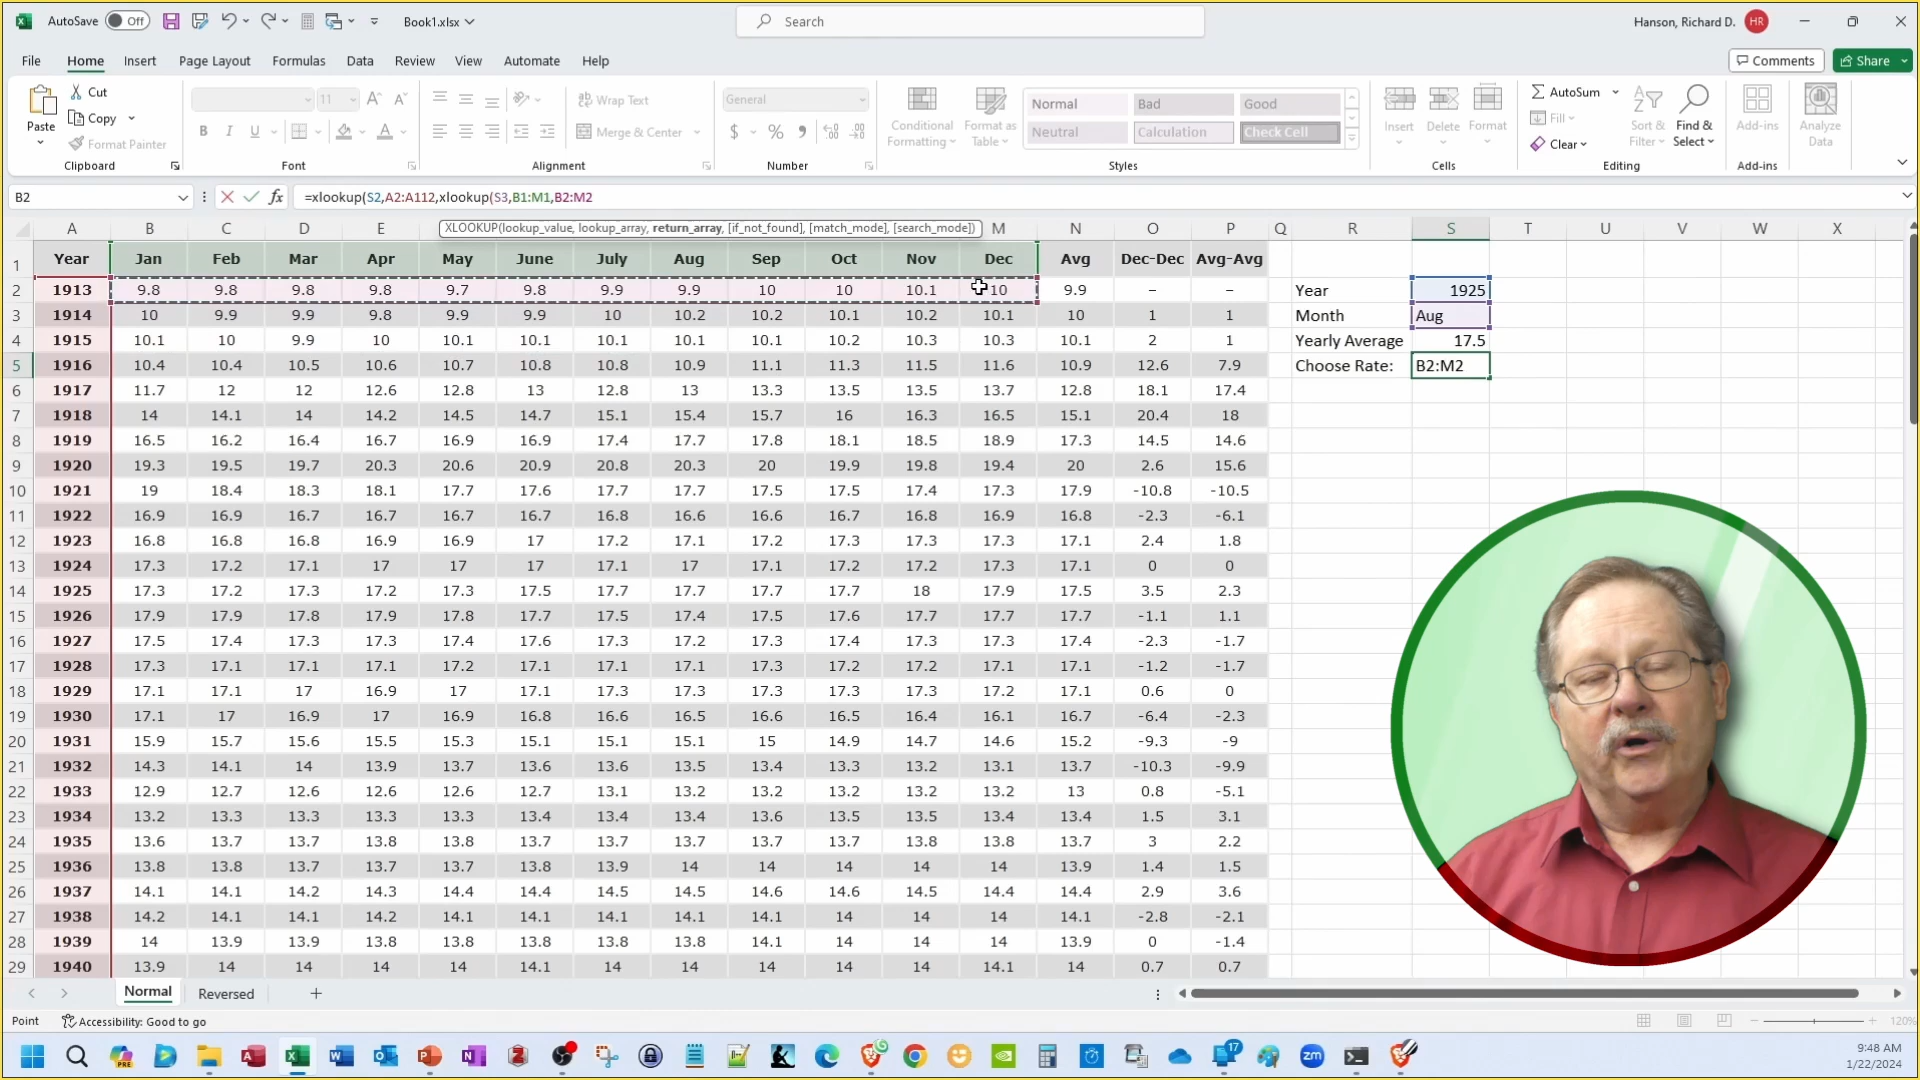 AutoSave Off Book1.xlsx Search Hanson, Richard D. HR
File Home Insert Page Layout Formulas Data Review View Automate Help Comments Share
Paste Cut Copy Format Painter Clipboard
11 B I U A Font
Wrap Text Merge & Center Alignment
General $ % Number
Conditional Formatting Format as Table
Normal Bad Good
Neutral Calculation Check Cell
Styles
Insert Delete Format Cells
AutoSum Fill Clear Sort & Filter Find & Select Editing
Add-ins Add-ins
Analyze Data
B2 fx =xlookup(S2,A2:A112,xlookup(S3,B1:M1,B2:M2
XLOOKUP(lookup_value, lookup_array, return_array, [if_not_found], [match_mode], [search_mode])
A B C D E M N O P Q R S T U V W X
1 Year Jan Feb Mar Apr May June July Aug Sep Oct Nov Dec Avg Dec-Dec Avg-Avg
2 1913 9.8 9.8 9.8 9.8 9.7 9.8 9.9 9.9 10 10 10.1 10 9.9 – – Year 1925
3 1914 10 9.9 9.9 9.8 9.9 9.9 10 10.2 10.2 10.1 10.2 10.1 10 1 1 Month Aug
4 1915 10.1 10 9.9 10 10.1 10.1 10.1 10.1 10.1 10.2 10.3 10.3 10.1 2 1 Yearly Average 17.5
5 1916 10.4 10.4 10.5 10.6 10.7 10.8 10.8 10.9 11.1 11.3 11.5 11.6 10.9 12.6 7.9 Choose Rate: B2:M2
6 1917 11.7 12 12 12.6 12.8 13 12.8 13 13.3 13.5 13.5 13.7 12.8 18.1 17.4
7 1918 14 14.1 14 14.2 14.5 14.7 15.1 15.4 15.7 16 16.3 16.5 15.1 20.4 18
8 1919 16.5 16.2 16.4 16.7 16.9 16.9 17.4 17.7 17.8 18.1 18.5 18.9 17.3 14.5 14.6
9 1920 19.3 19.5 19.7 20.3 20.6 20.9 20.8 20.3 20 19.9 19.8 19.4 20 2.6 15.6
10 1921 19 18.4 18.3 18.1 17.7 17.6 17.7 17.7 17.5 17.5 17.4 17.3 17.9 -10.8 -10.5
11 1922 16.9 16.9 16.7 16.7 16.7 16.7 16.8 16.6 16.6 16.7 16.8 16.9 16.8 -2.3 -6.1
12 1923 16.8 16.8 16.8 16.9 16.9 17 17.2 17.1 17.2 17.3 17.3 17.3 17.1 2.4 1.8
13 1924 17.3 17.2 17.1 17 17 17 17.1 17 17.1 17.2 17.2 17.3 17.1 0 0
14 1925 17.3 17.2 17.3 17.2 17.3 17.5 17.7 17.7 17.7 17.7 18 17.9 17.5 3.5 2.3
15 1926 17.9 17.9 17.8 17.9 17.8 17.7 17.5 17.4 17.5 17.6 17.7 17.7 17.7 -1.1 1.1
16 1927 17.5 17.4 17.3 17.3 17.4 17.6 17.3 17.2 17.3 17.4 17.3 17.3 17.4 -2.3 -1.7
17 1928 17.3 17.1 17.1 17.1 17.2 17.1 17.1 17.1 17.3 17.2 17.2 17.1 17.1 -1.2 -1.7
18 1929 17.1 17.1 17 16.9 17 17.1 17.3 17.3 17.3 17.3 17.3 17.2 17.1 0.6 0
19 1930 17.1 17 16.9 17 16.9 16.8 16.6 16.5 16.6 16.5 16.4 16.1 16.7 -6.4 -2.3
20 1931 15.9 15.7 15.6 15.5 15.3 15.1 15.1 15.1 15 14.9 14.7 14.6 15.2 -9.3 -9
21 1932 14.3 14.1 14 13.9 13.7 13.6 13.6 13.5 13.4 13.3 13.2 13.1 13.7 -10.3 -9.9
22 1933 12.9 12.7 12.6 12.6 12.6 12.7 13.1 13.2 13.2 13.2 13.2 13.2 13 0.8 -5.1
23 1934 13.2 13.3 13.3 13.3 13.3 13.4 13.4 13.4 13.6 13.5 13.5 13.4 13.4 1.5 3.1
24 1935 13.6 13.7 13.7 13.8 13.8 13.7 13.7 13.7 13.7 13.7 13.8 13.8 13.7 3 2.2
25 1936 13.8 13.8 13.7 13.7 13.7 13.8 13.9 14 14 14 14 14 13.9 1.4 1.5
26 1937 14.1 14.1 14.2 14.3 14.4 14.4 14.5 14.5 14.6 14.6 14.5 14.4 14.4 2.9 3.6
27 1938 14.2 14.1 14.1 14.2 14.1 14.1 14.1 14.1 14.1 14 14 14 14.1 -2.8 -2.1
28 1939 14 13.9 13.9 13.8 13.8 13.8 13.8 13.8 14.1 14 14 14 13.9 0 -1.4
29 1940 13.9 14 14 14 14 14.1 14 14 14 14 14 14.1 14 0.7 0.7
Normal Reversed
Point Accessibility: Good to go 120%
17 9:48 AM
1/22/2024